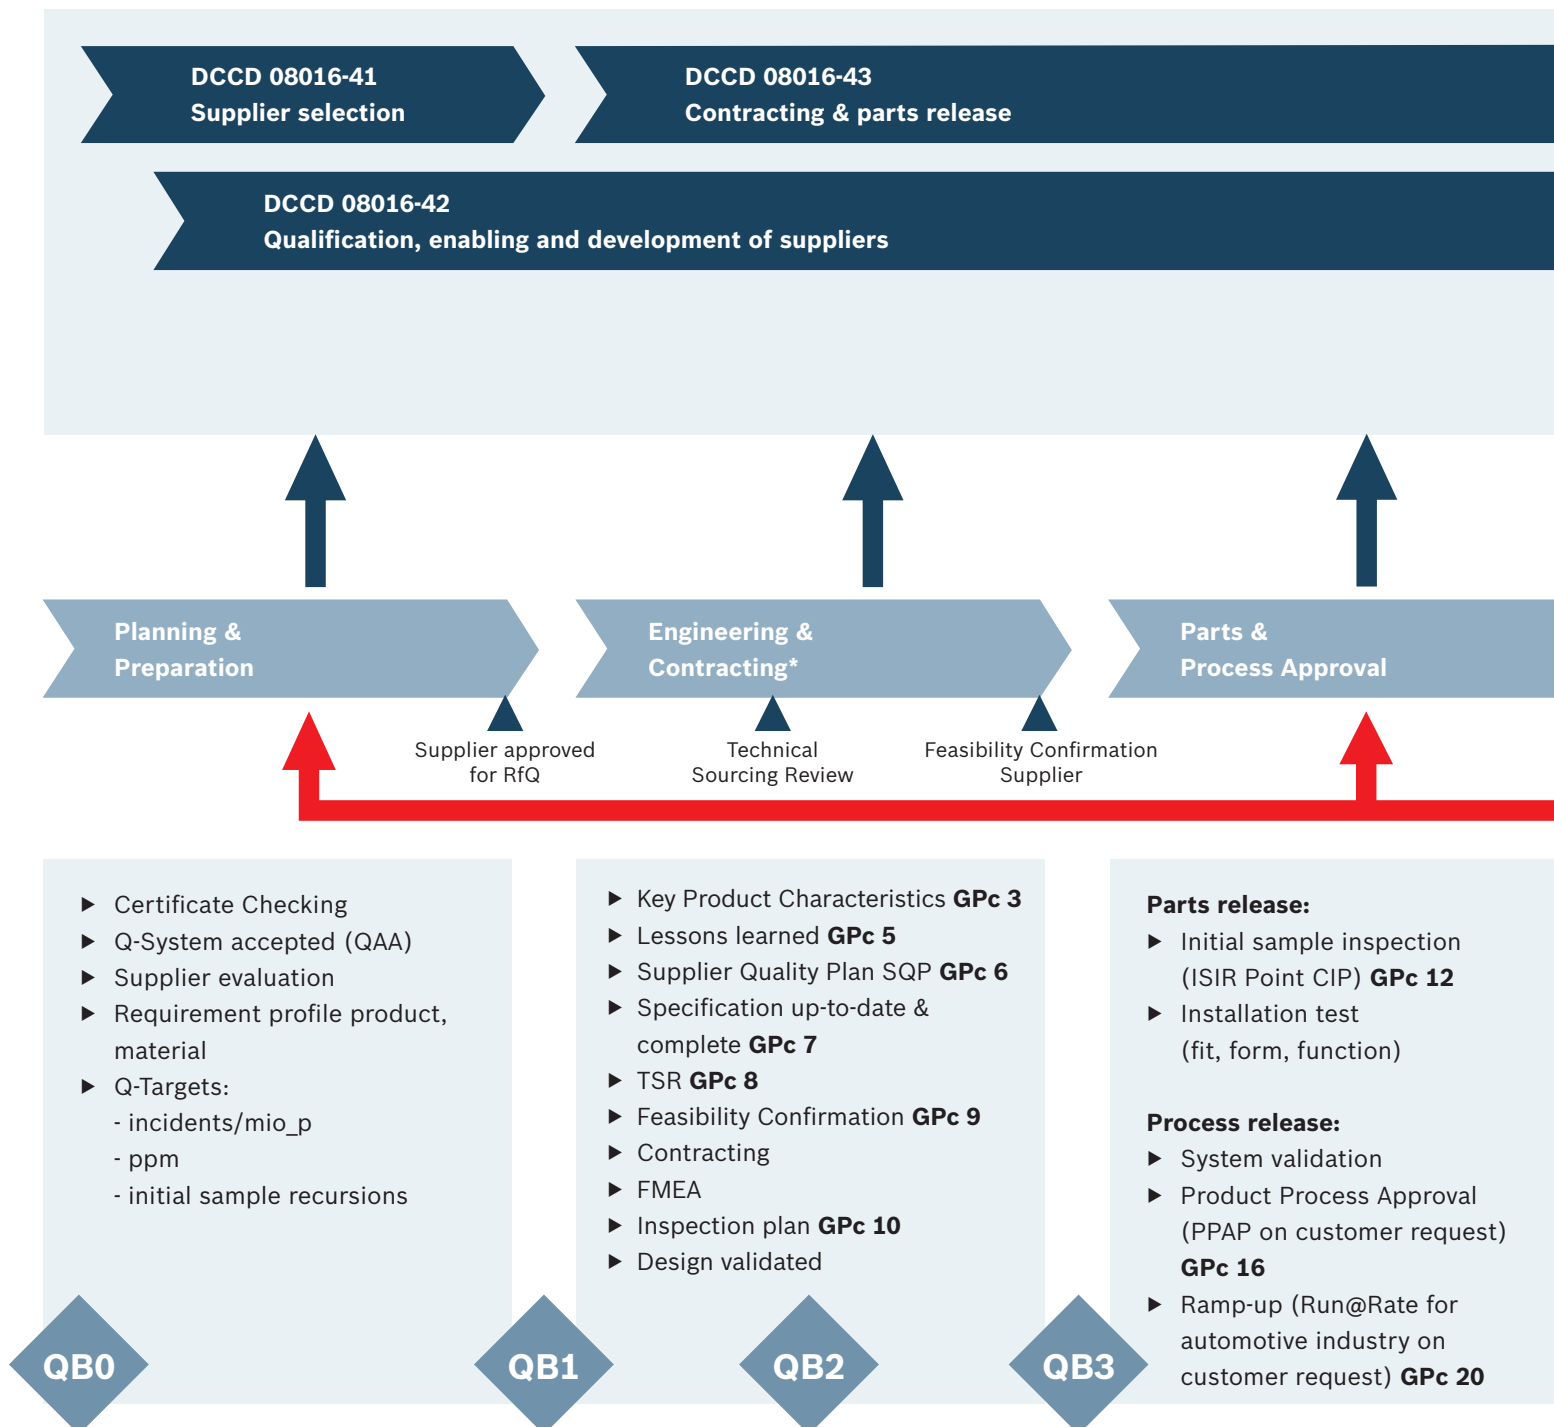 DCCD 08016-41
Supplier selection
DCCD 08016-43
Contracting & parts release
DCCD 08016-42
Qualification, enabling and development of suppliers
Planning &
Preparation
Engineering &
Contracting*
Parts &
Process Approval
Supplier approved
for RfQ
Technical
Sourcing Review
Feasibility Confirmation
Supplier
▶ Certificate Checking
▶ Q-System accepted (QAA)
▶ Supplier evaluation
▶ Requirement profile product,
material
▶ Q-Targets:
- incidents/mio_p
- ppm
- initial sample recursions
▶ Key Product Characteristics GPc 3
▶ Lessons learned GPc 5
▶ Supplier Quality Plan SQP GPc 6
▶ Specification up-to-date &
complete GPc 7
▶ TSR GPc 8
▶ Feasibility Confirmation GPc 9
▶ Contracting
▶ FMEA
▶ Inspection plan GPc 10
▶ Design validated
Parts release:
▶ Initial sample inspection
(ISIR Point CIP) GPc 12
▶ Installation test
(fit, form, function)
Process release:
▶ System validation
▶ Product Process Approval
(PPAP on customer request)
GPc 16
▶ Ramp-up (Run@Rate for
automotive industry on
customer request) GPc 20
QB0
QB1
QB2
QB3